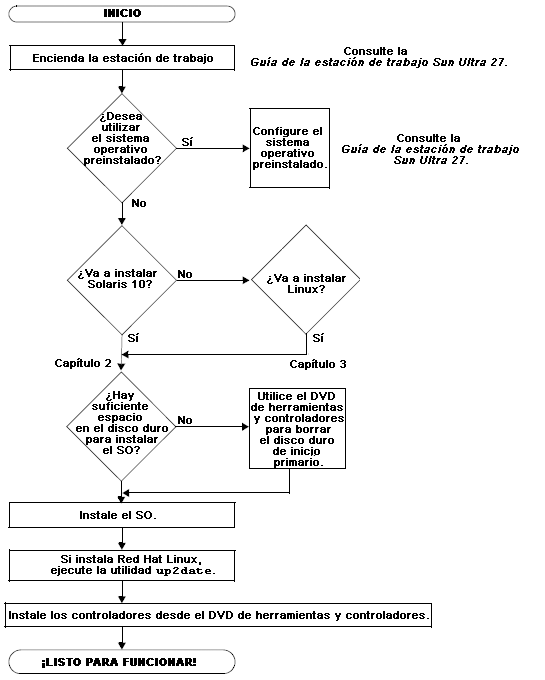 INICIO
Encienda la estación de trabajo
Consulte la
Guía de la estación de trabajo Sun Ultra 27.
¿Desea
utilizar
el sistema
operativo
preinstalado?
Sí
Configure el
sistema
operativo
preinstalado.
Consulte la
Guía de la estación de trabajo
Sun Ultra 27.
No
¿Va a instalar
Solaris 10?
No
¿Va a instalar
Linux?
Sí
Sí
Capítulo 2
Capítulo 3
¿Hay
suficiente
espacio
en el disco duro
para instalar
el SO?
No
Utilice el DVD
de herramientas
y controladores
para borrar
el disco duro
de inicio
primario.
Instale el SO.
Si instala Red Hat Linux,
ejecute la utilidad up2date.
Instale los controladores desde el DVD de herramientas y controladores.
¡LISTO PARA FUNCIONAR!